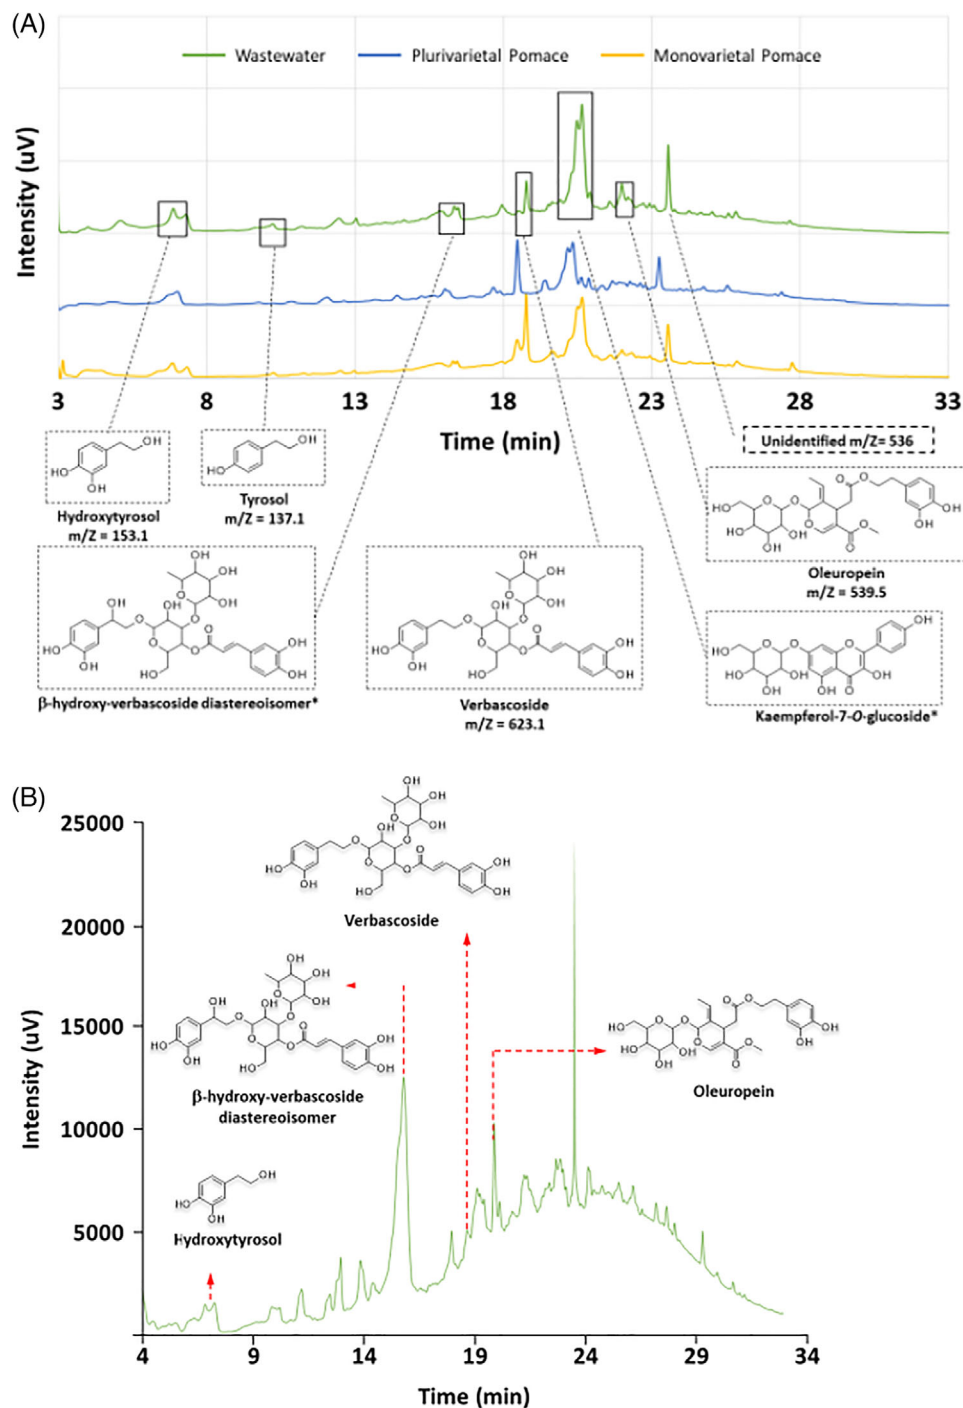 (A)
Wastewater Plurivarietal Pomace Monovarietal Pomace
Intensity (uV)
3 8 13 18 23 28 33
Time (min)
Unidentified m/Z= 536
OH
HO
OH
Hydroxytyrosol
m/Z = 153.1
OH
HO
Tyrosol
m/Z = 137.1
Oleuropein
m/Z = 539.5
β-hydroxy-verbascoside diastereoisomer*
Verbascoside
m/Z = 623.1
Kaempferol-7-O-glucoside*
(B)
25000
20000
15000
10000
5000
Intensity (uV)
Verbascoside
β-hydroxy-verbascoside
diastereoisomer
Oleuropein
OH
HO
OH
Hydroxytyrosol
4 9 14 19 24 29 34
Time (min)